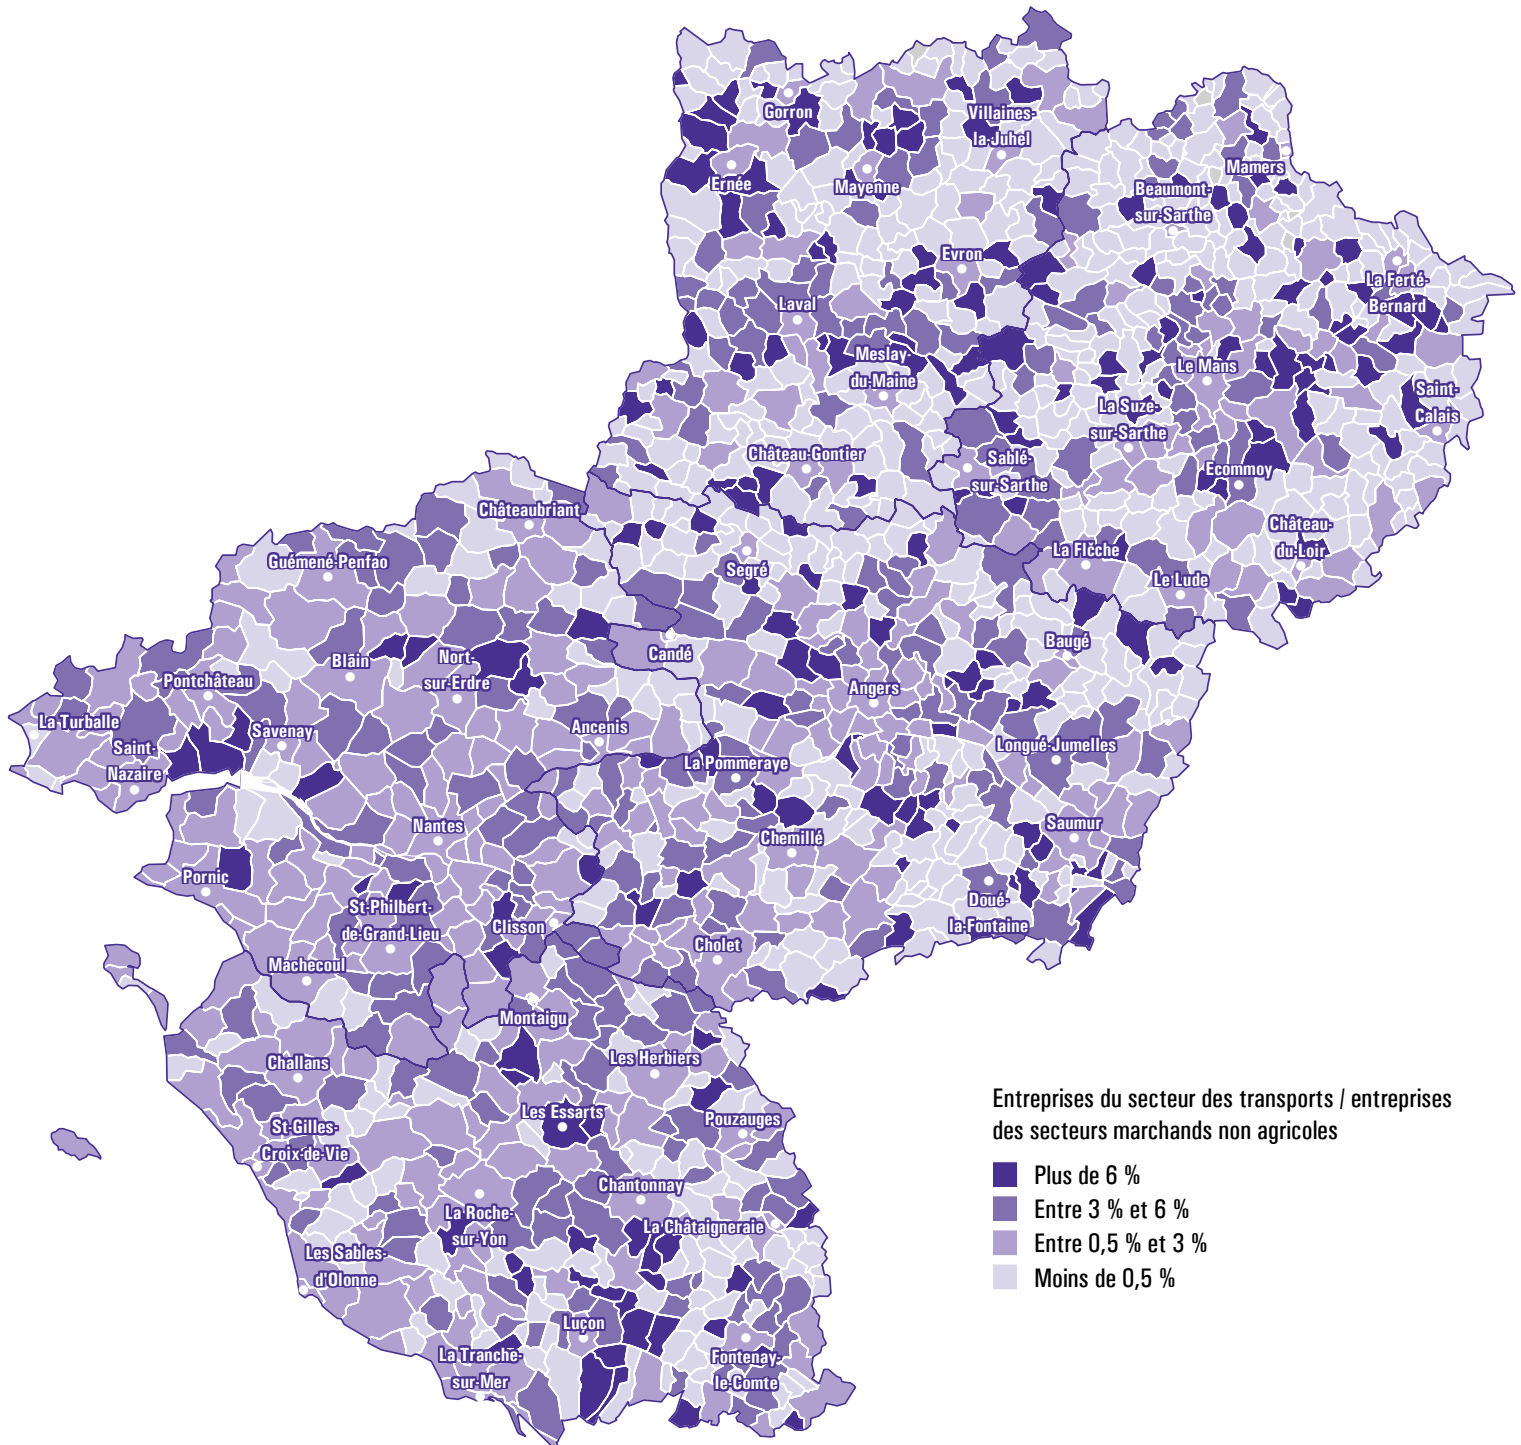 Gorron
Villaines-
la-Juhel
Ernée
Mayenne
Mamers
Beaumont-
sur-Sarthe
Evron
La Ferté-
Bernard
Laval
Meslay-
du-Maine
Le Mans
Saint-
Calais
La Suze-
sur-Sarthe
Château-Gontier
Sablé-
sur-Sarthe
Ecommoy
Châteaubriant
Château-
du-Loir
Guémené-Penfao
Segré
La Flèche
Le Lude
Candé
Baugé
Blain
Nort-
sur-Erdre
Pontchâteau
Angers
La Turballe
Savenay
Ancenis
Longué-Jumelles
Saint-
Nazaire
La Pommeraye
Nantes
Chemillé
Saumur
Pornic
St-Philbert-
de-Grand-Lieu
Clisson
Doué-
la-Fontaine
Cholet
Machecoul
Montaigu
Challans
Les Herbiers
Les Essarts
Pouzauges
St-Gilles-
Croix-de-Vie
Chantonnay
La Roche-
sur-Yon
La Châtaigneraie
Les Sables-
d'Olonne
Luçon
La Tranche-
sur-Mer
Fontenay-
le-Comte
Entreprises du secteur des transports / entreprises
des secteurs marchands non agricoles
Plus de 6 %
Entre 3 % et 6 %
Entre 0,5 % et 3 %
Moins de 0,5 %